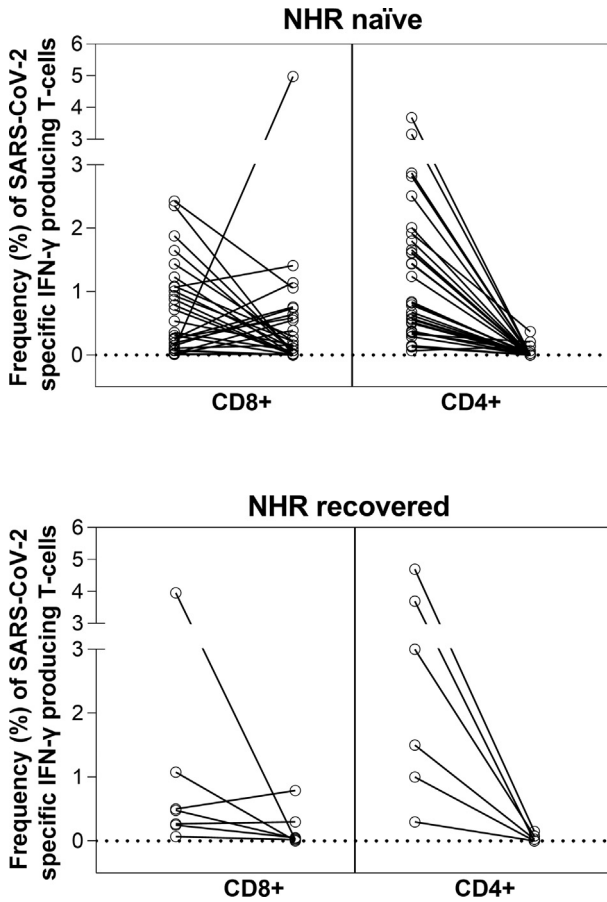 NHR naïve
Frequency (%) of SARS-CoV-2
specific IFN-γ producing T-cells
6
5
4
3
3
2
1
0
CD8+
CD4+
NHR recovered
Frequency (%) of SARS-CoV-2
specific IFN-γ producing T-cells
6
5
4
3
3
2
1
0
CD8+
CD4+